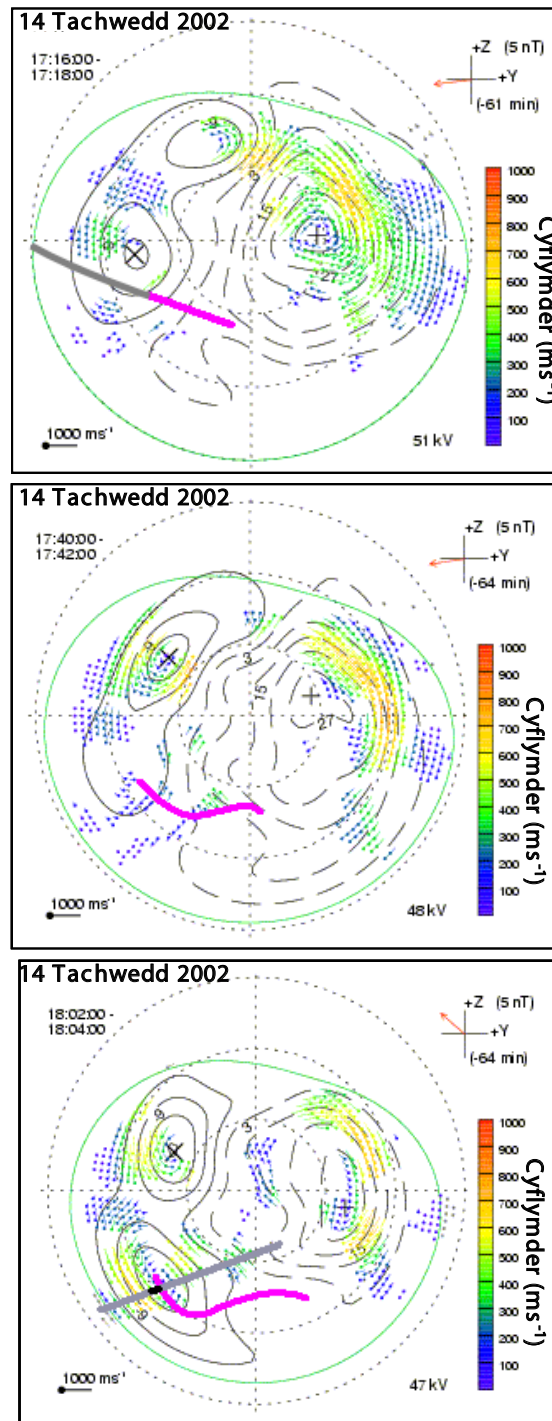 14 Tachwedd 2002
17:16:00 -
17:18:00
+Z (5 nT)
+Y
(-61 min)
-9
-9
3
15
27
1000
900
800
700
600
500
400
300
200
100
Cyflymder (ms⁻¹)
1000 ms⁻¹
51 kV
14 Tachwedd 2002
17:40:00 -
17:42:00
+Z (5 nT)
+Y
(-64 min)
-9
3
15
27
1000
900
800
700
600
500
400
300
200
100
Cyflymder (ms⁻¹)
1000 ms⁻¹
48 kV
14 Tachwedd 2002
18:02:00 -
18:04:00
+Z (5 nT)
+Y
(-64 min)
-9
3
-9
15
1000
900
800
700
600
500
400
300
200
100
Cyflymder (ms⁻¹)
1000 ms⁻¹
47 kV